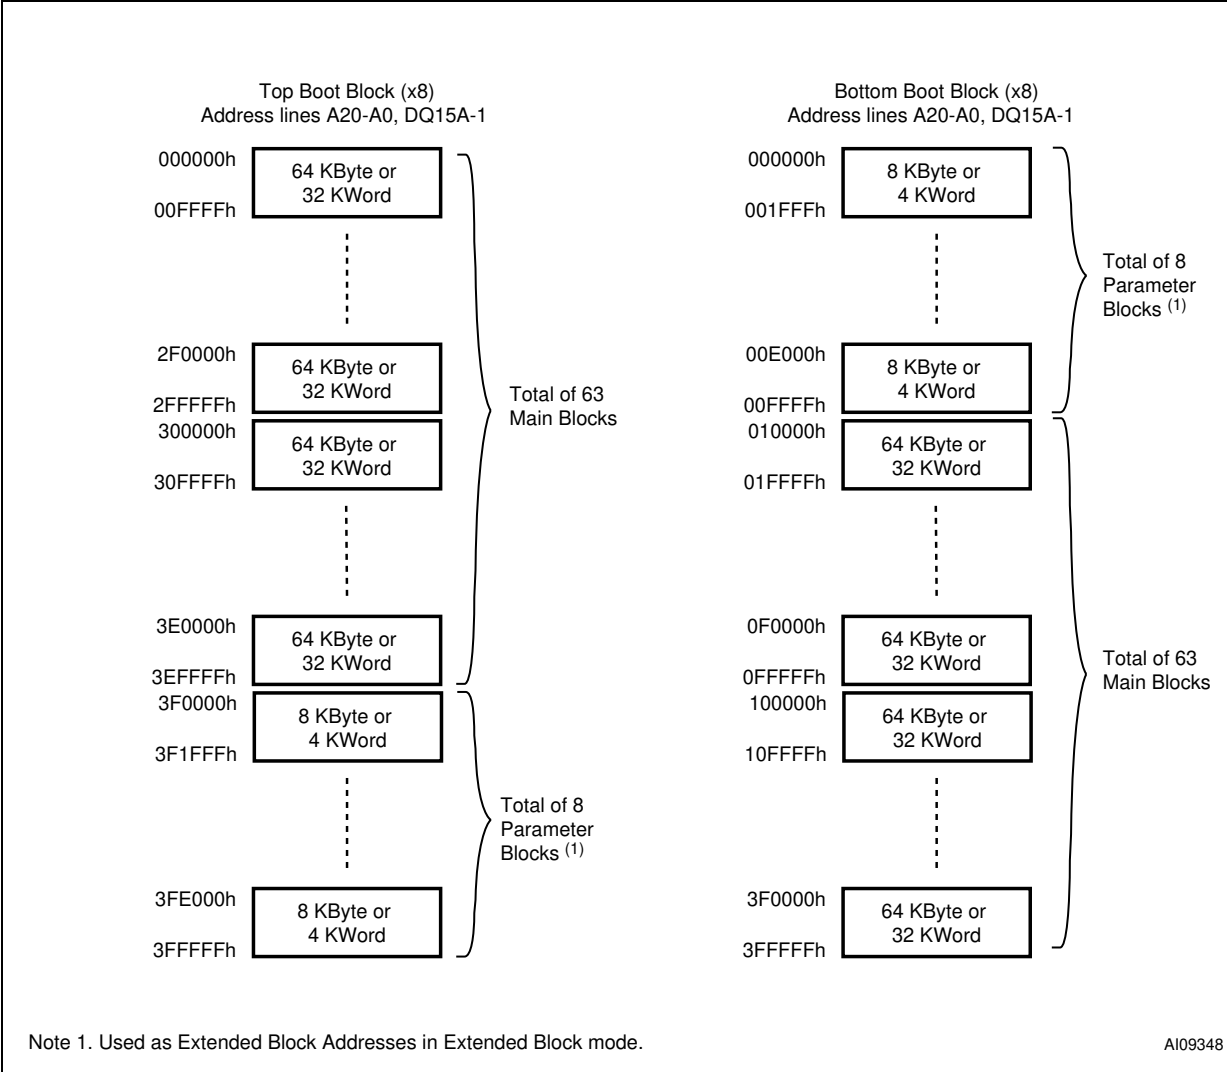 Top Boot Block (x8)
Address lines A20-A0, DQ15A-1
000000h
64 KByte or
32 KWord
00FFFFh
2F0000h
64 KByte or
32 KWord
2FFFFFh
300000h
64 KByte or
32 KWord
30FFFFh
Total of 63
Main Blocks
3E0000h
64 KByte or
32 KWord
3EFFFFh
3F0000h
8 KByte or
4 KWord
3F1FFFh
Total of 8
Parameter
Blocks (1)
3FE000h
8 KByte or
4 KWord
3FFFFFh
Bottom Boot Block (x8)
Address lines A20-A0, DQ15A-1
000000h
8 KByte or
4 KWord
001FFFh
Total of 8
Parameter
Blocks (1)
00E000h
8 KByte or
4 KWord
00FFFFh
010000h
64 KByte or
32 KWord
01FFFFh
0F0000h
64 KByte or
32 KWord
0FFFFFh
Total of 63
Main Blocks
100000h
64 KByte or
32 KWord
10FFFFh
3F0000h
64 KByte or
32 KWord
3FFFFFh
Note 1. Used as Extended Block Addresses in Extended Block mode.
AI09348